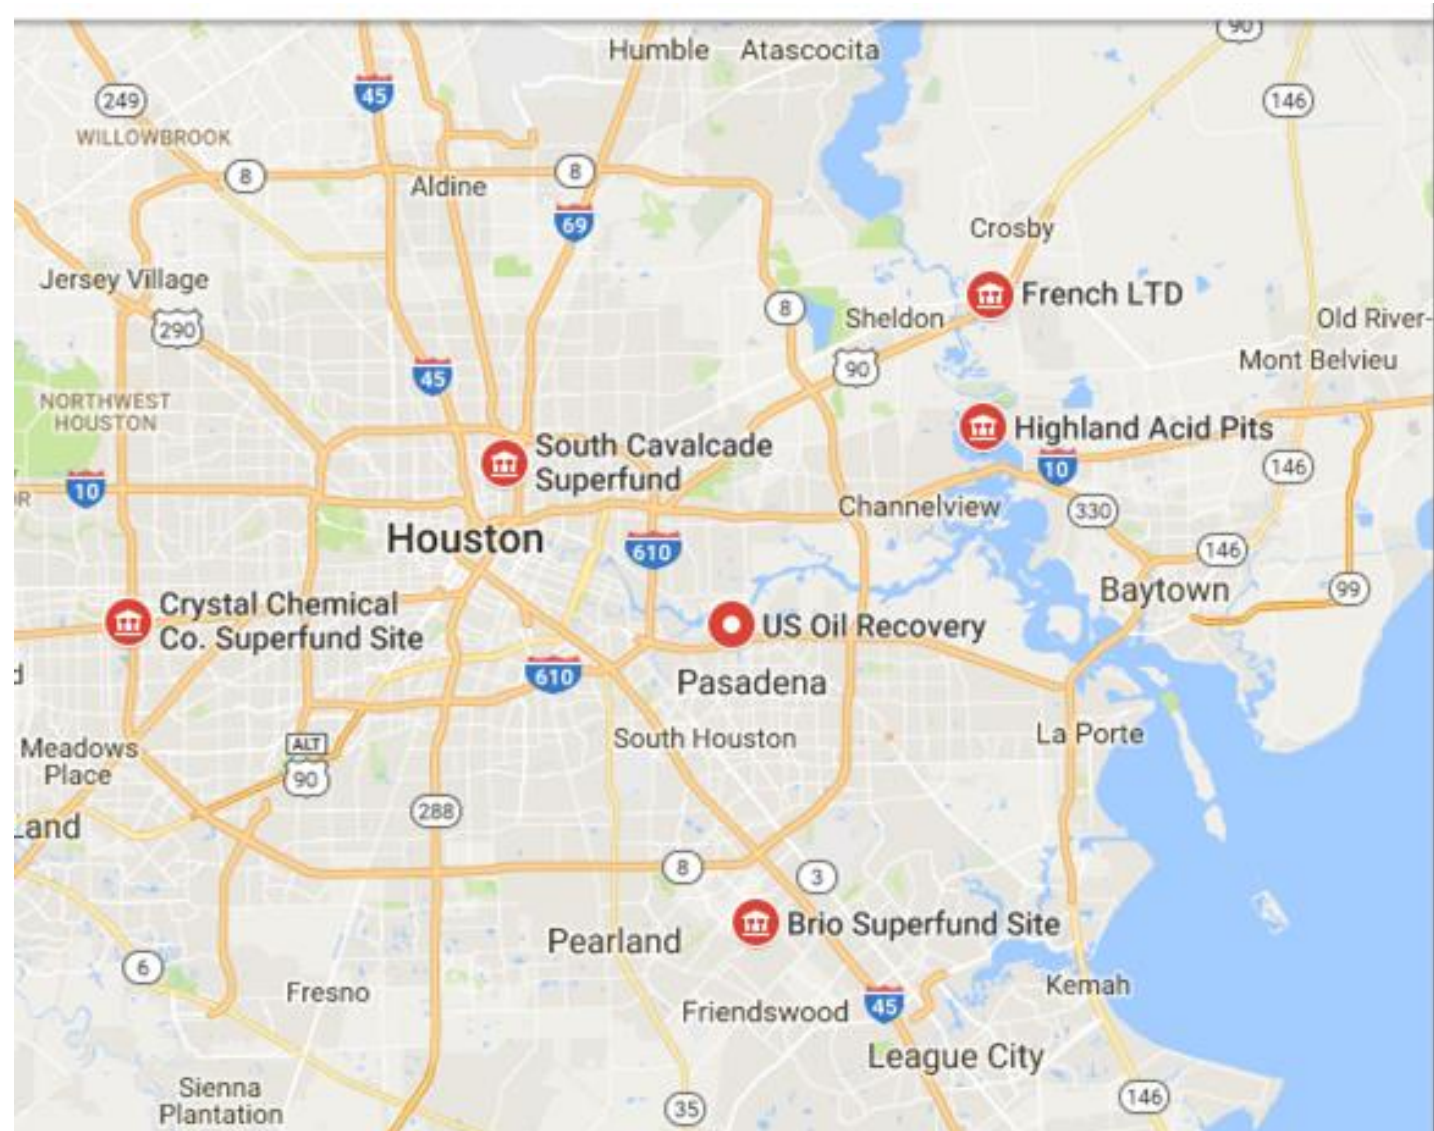 90
Humble Atascocita
45
249
146
WILLOWBROOK
8
8
Aldine
69
Crosby
Jersey Village
French LTD
8
Sheldon
Old River-
290
90
Mont Belvieu
45
NORTHWEST
HOUSTON
Highland Acid Pits
South Cavalcade
Superfund
10
146
10
Channelview
330
Houston
610
146
Baytown
99
Crystal Chemical
Co. Superfund Site
US Oil Recovery
610
Pasadena
La Porte
South Houston
ALT
90
Meadows
Place
288
Land
8
3
Brio Superfund Site
Pearland
6
Fresno
Kemah
45
Friendswood
League City
Sienna
Plantation
146
35